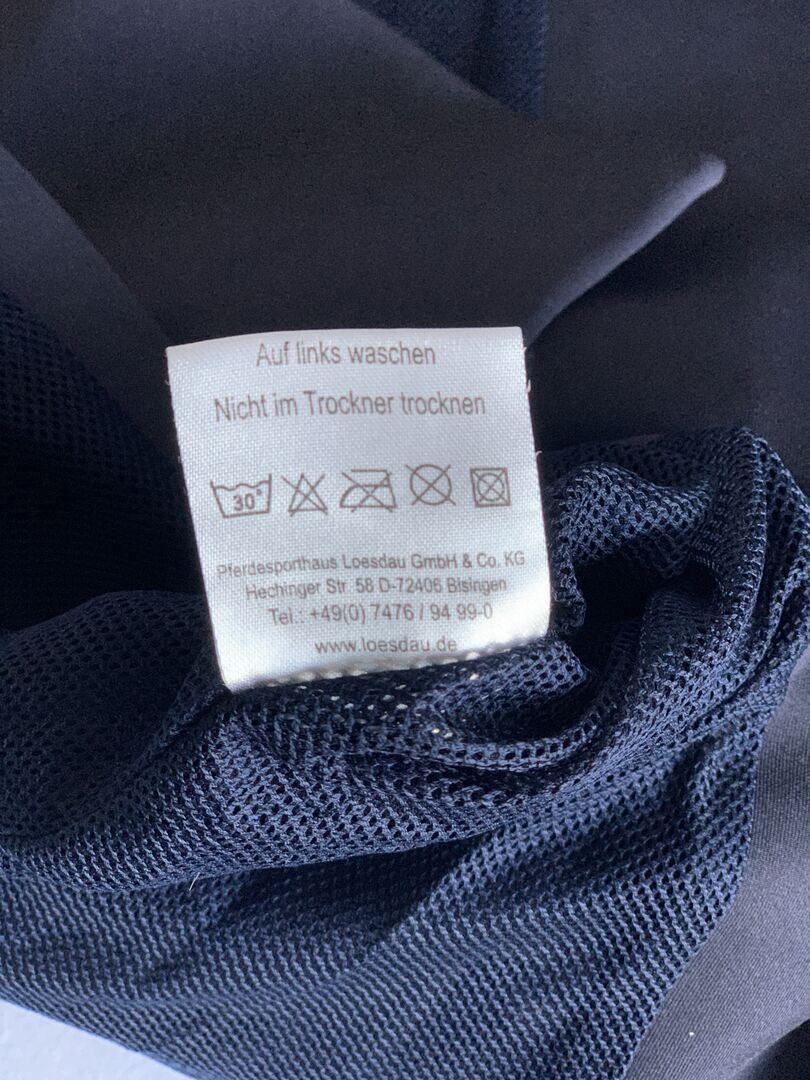 Auf links waschen
Nicht im Trockner trocknen
30°
Pferdesporthaus Loesdau GmbH & Co. KG
Hechinger Str. 58 D-72406 Bisingen
Tel.: +49(0) 7476 / 94 99-0
www.loesdau.de